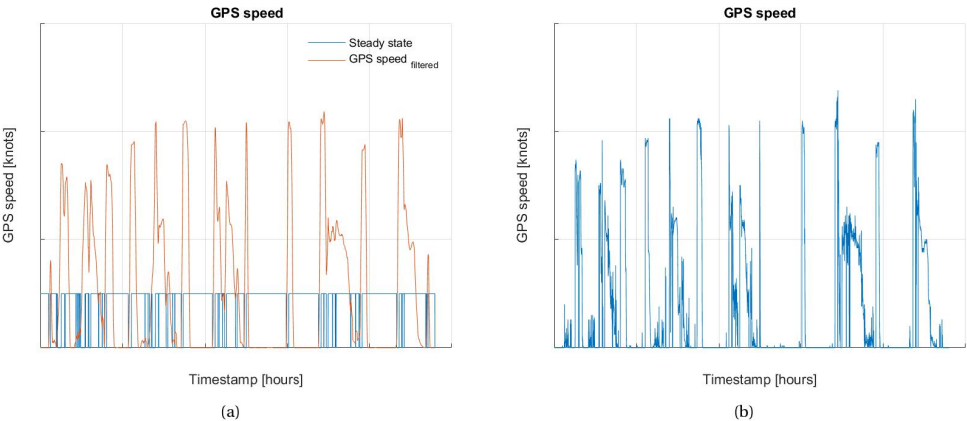 GPS speed
Steady state
GPS speed filtered
GPS speed [knots]
Timestamp [hours]
(a)
GPS speed
GPS speed [knots]
Timestamp [hours]
(b)